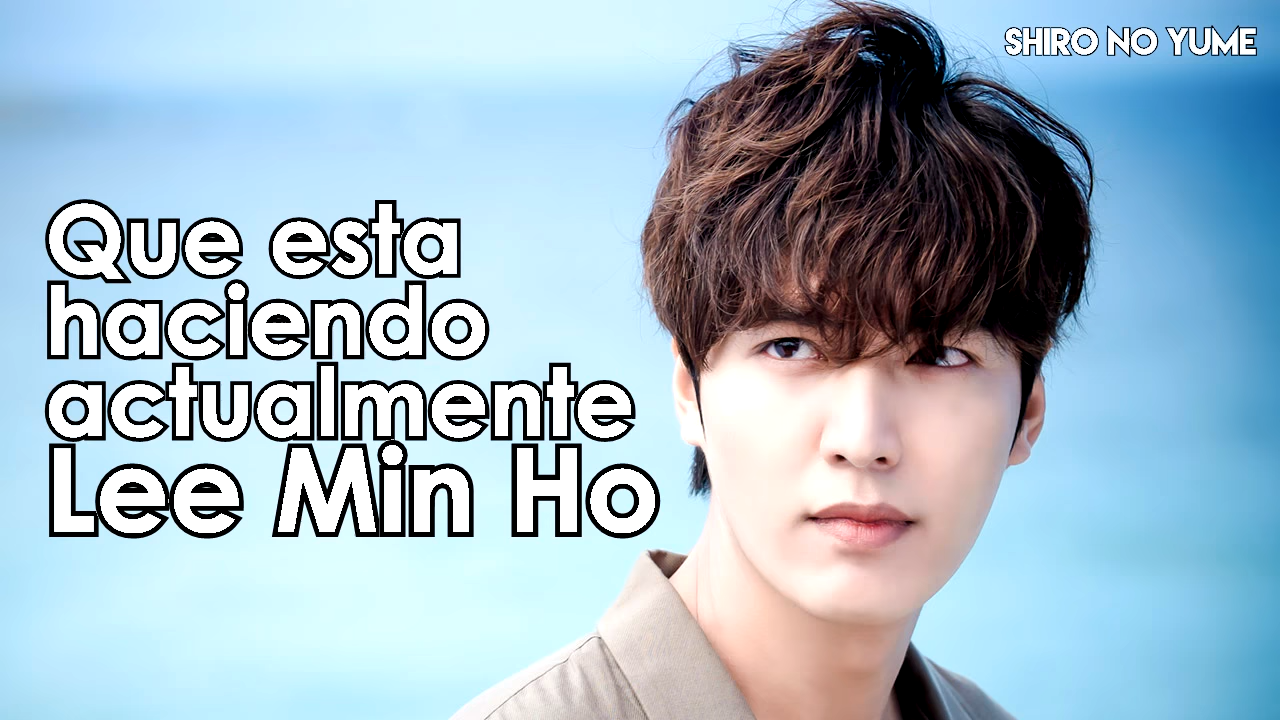 SHIRO NO YUME
Que esta
haciendo
actualmente
Lee Min Ho